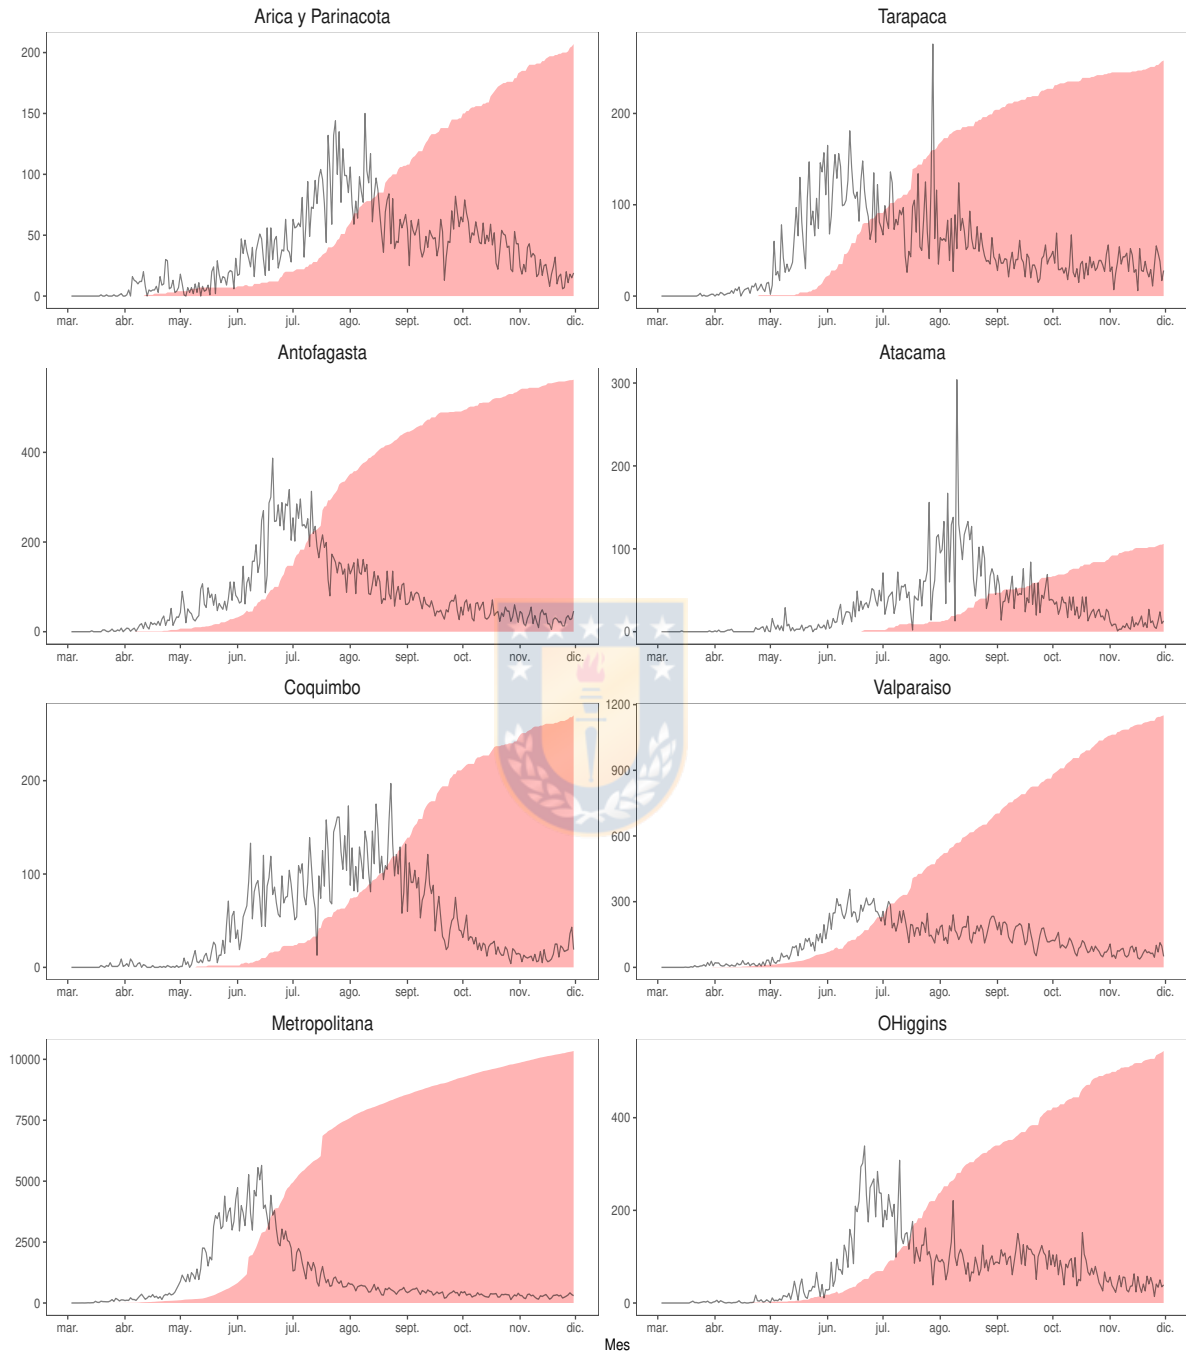 Arica y Parinacota
Tarapaca
200
150
100
50
0
mar. abr. may. jun. jul. ago. sept. oct. nov. dic.
200
100
0
mar. abr. may. jun. jul. ago. sept. oct. nov. dic.
Antofagasta
Atacama
400
200
0
mar. abr. may. jun. jul. ago. sept. oct. nov. dic.
300
200
100
0
mar. abr. may. jun. jul. ago. sept. oct. nov. dic.
Coquimbo
Valparaiso
200
100
0
mar. abr. may. jun. jul. ago. sept. oct. nov. dic.
1200
900
600
300
0
mar. abr. may. jun. jul. ago. sept. oct. nov. dic.
Metropolitana
OHiggins
10000
7500
5000
2500
0
mar. abr. may. jun. jul. ago. sept. oct. nov. dic.
400
200
0
mar. abr. may. jun. jul. ago. sept. oct. nov. dic.
Mes